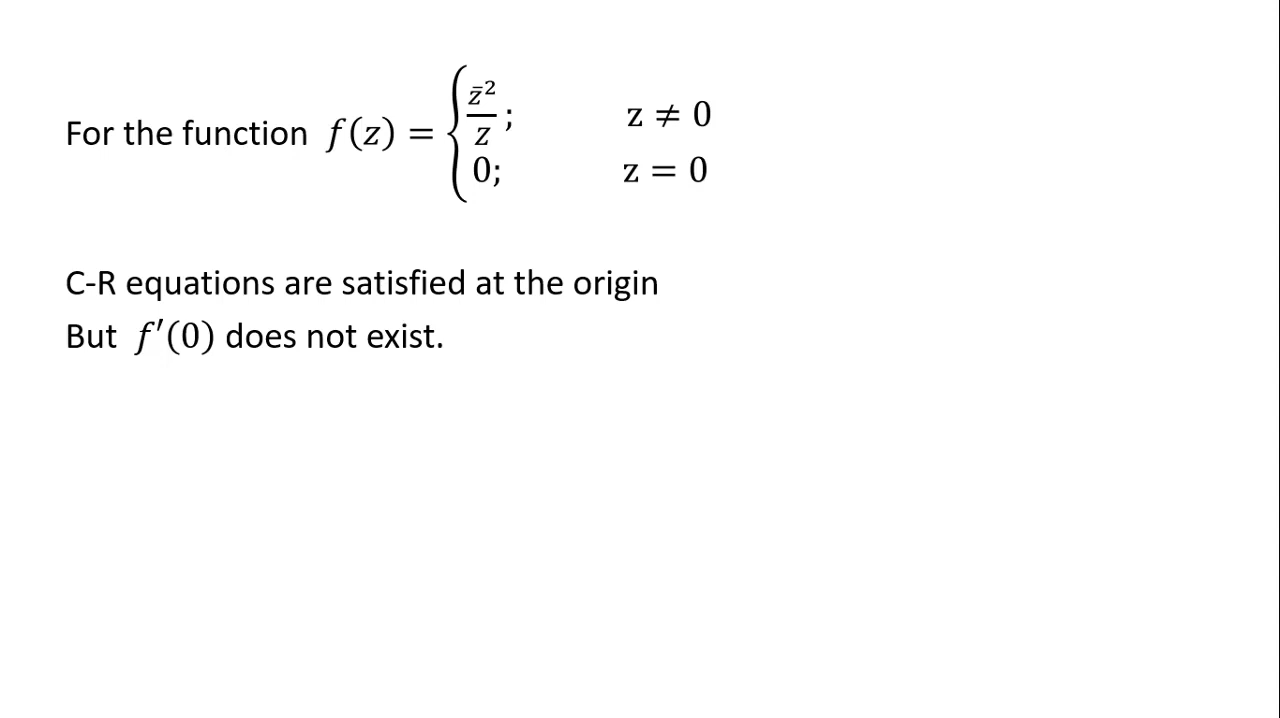 For the function f(z) = { z̄²/z ; z ≠ 0
0; z = 0
C-R equations are satisfied at the origin
But f′(0) does not exist.